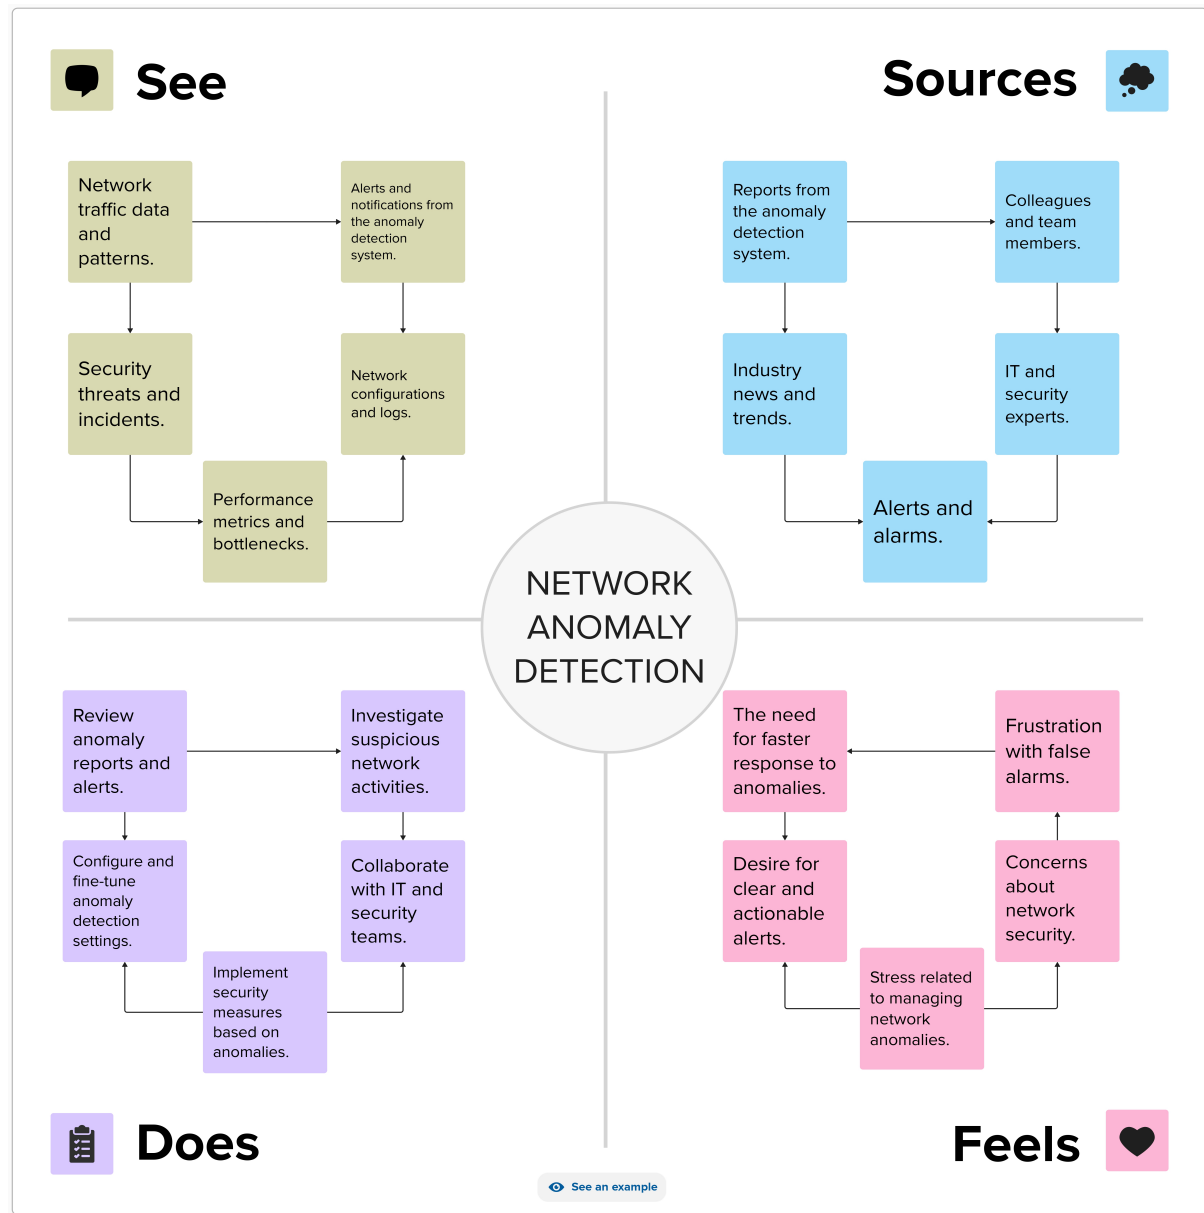 See
Sources
Network
traffic data
and
patterns.
Alerts and
notifications from
the anomaly
detection
system.
Security
threats and
incidents.
Network
configurations
and logs.
Performance
metrics and
bottlenecks.
Reports from
the anomaly
detection
system.
Colleagues
and team
members.
Industry
news and
trends.
IT and
security
experts.
Alerts and
alarms.
NETWORK
ANOMALY
DETECTION
Review
anomaly
reports and
alerts.
Investigate
suspicious
network
activities.
Configure and
fine-tune
anomaly
detection
settings.
Collaborate
with IT and
security
teams.
Implement
security
measures
based on
anomalies.
The need
for faster
response to
anomalies.
Frustration
with false
alarms.
Desire for
clear and
actionable
alerts.
Concerns
about
network
security.
Stress related
to managing
network
anomalies.
Does
Feels
See an example